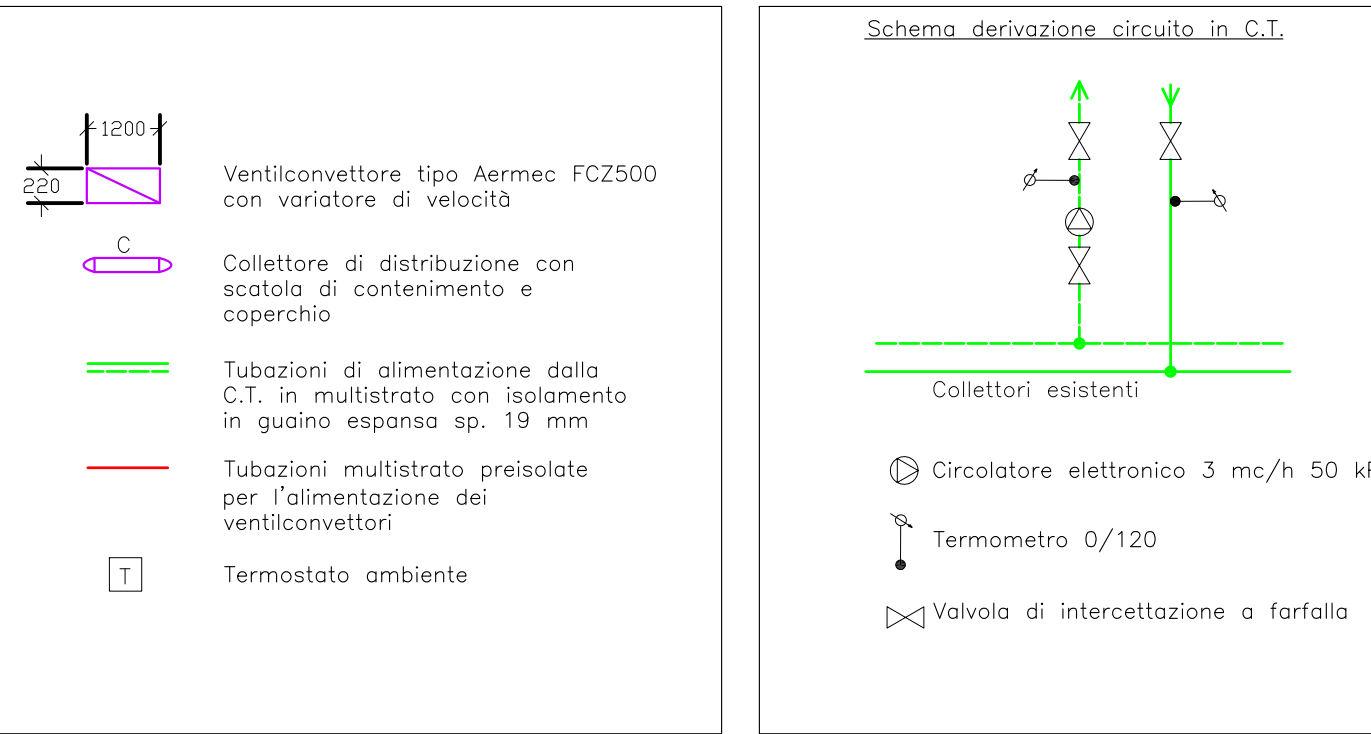 1200
220
Ventilconvettore tipo Aermec FCZ500
con variatore di velocità
C
Collettore di distribuzione con
scatola di contenimento e
coperchio
Tubazioni di alimentazione dalla
C.T. in multistrato con isolamento
in guaino espansa sp. 19 mm
Tubazioni multistrato preisolate
per l'alimentazione dei
ventilconvettori
T
Termostato ambiente
Schema derivazione circuito in C.T.
Collettori esistenti
Circolatore elettronico 3 mc/h 50
Termometro 0/120
Valvola di intercettazione a farfalla